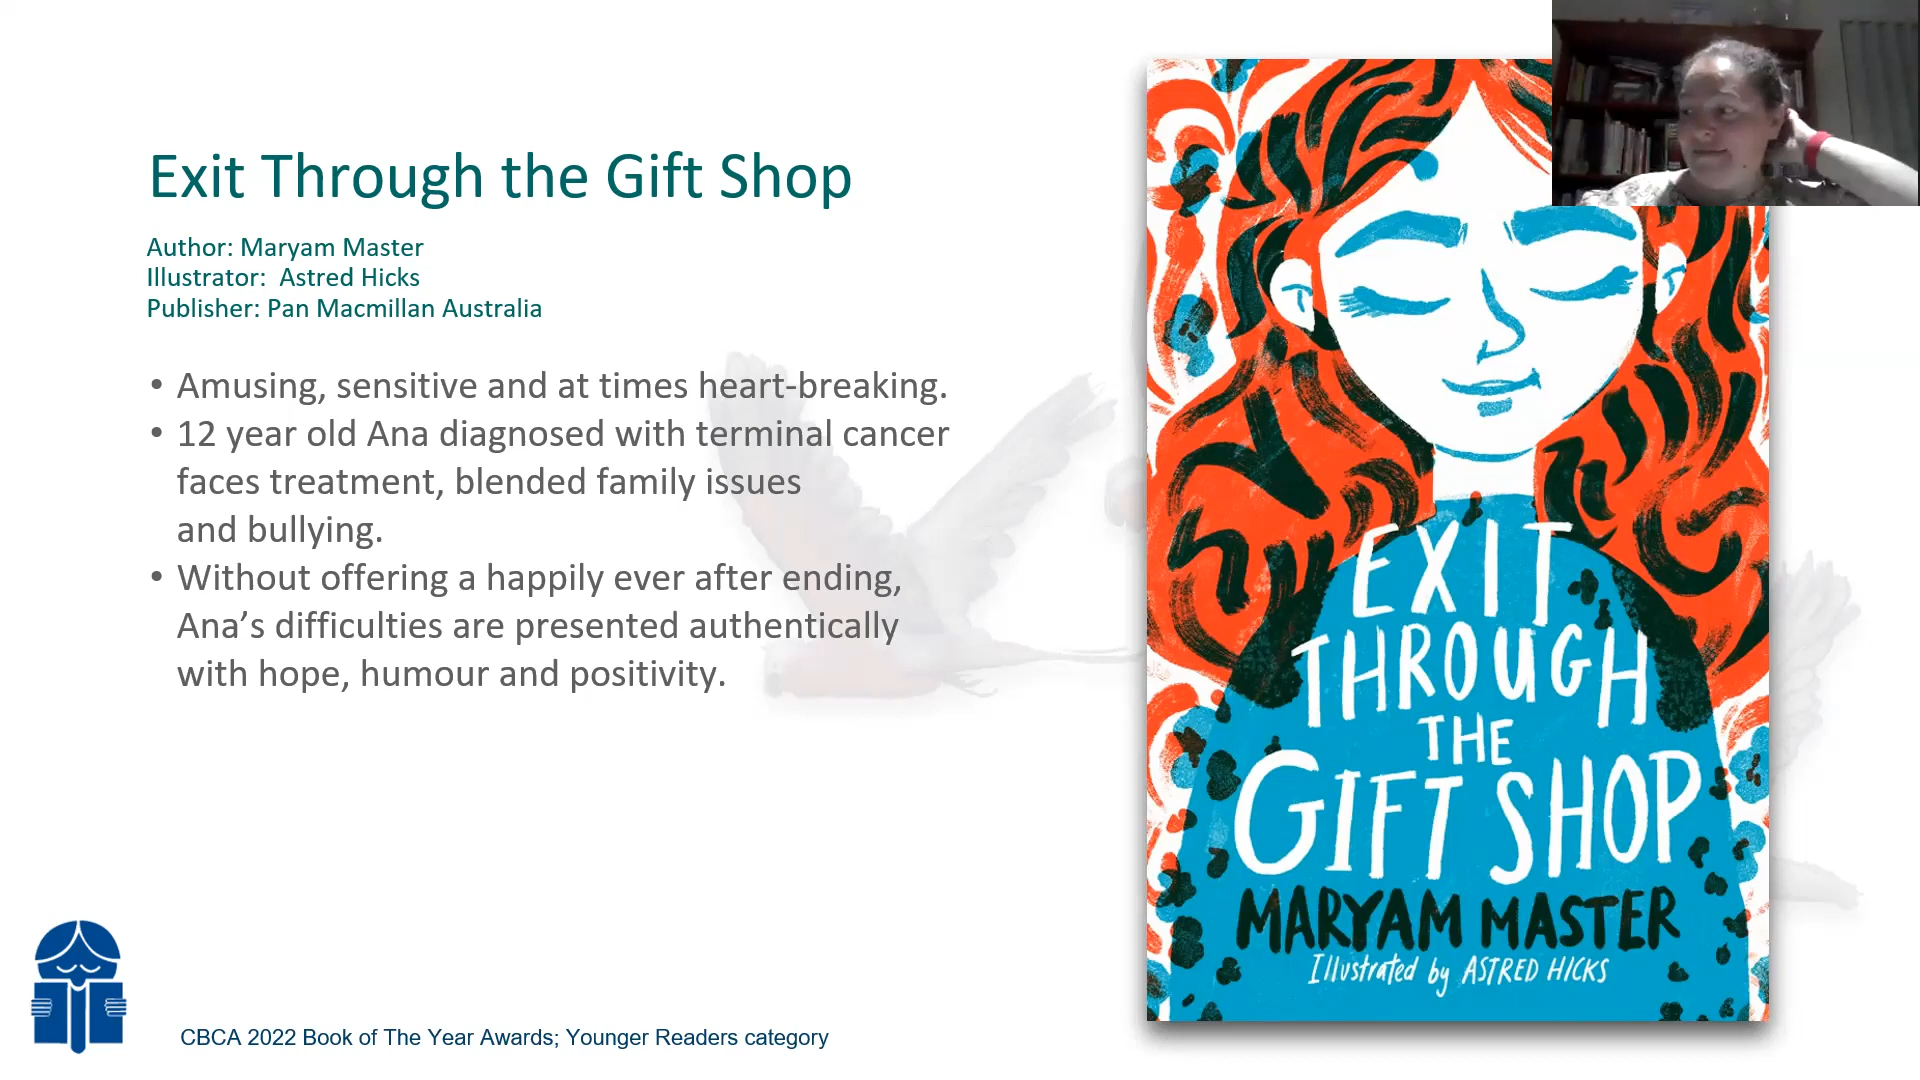 Exit Through the Gift Shop
Author: Maryam Master
Illustrator:  Astred Hicks
Publisher: Pan Macmillan Australia
• Amusing, sensitive and at times heart-breaking.
• 12 year old Ana diagnosed with terminal cancer
faces treatment, blended family issues
and bullying.
• Without offering a happily ever after ending,
Ana’s difficulties are presented authentically
with hope, humour and positivity.
CBCA 2022 Book of The Year Awards; Younger Readers category
EXIT
THROUGH
THE
GIFT SHOP
MARYAM MASTER
Illustrated by ASTRED HICKS